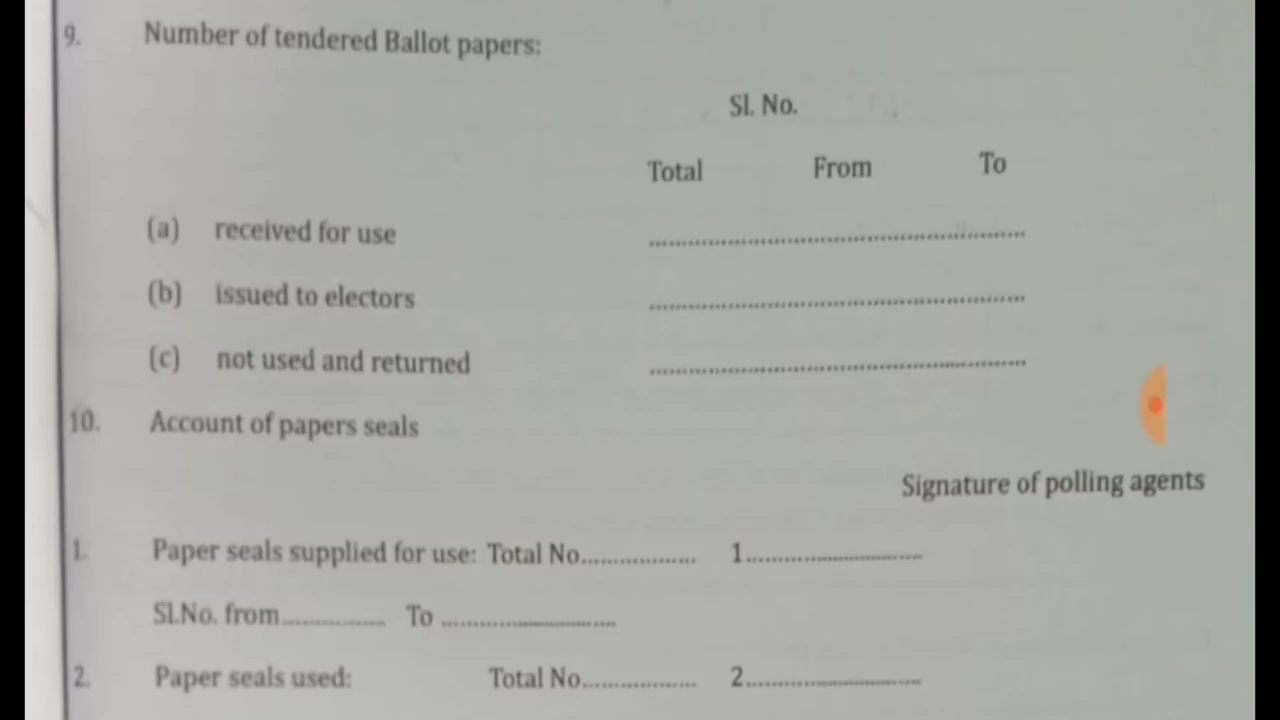 9. Number of tendered Ballot papers:
Sl. No.
Total From To
(a) received for use ................................................
(b) issued to electors ................................................
(c) not used and returned ................................................
10. Account of papers seals
Signature of polling agents
1. Paper seals supplied for use: Total No.................. 1...........................
Sl.No. from................ To ...........................
2. Paper seals used: Total No.................. 2...........................